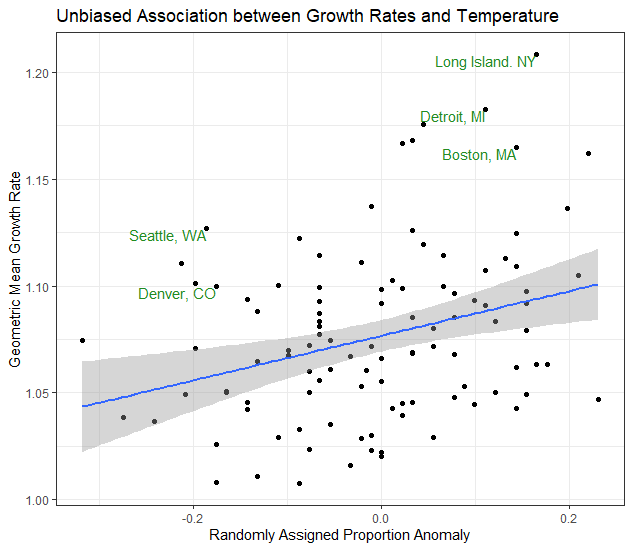 Unbiased Association between Growth Rates and Temperature
Long Island. NY
Detroit, MI
Boston, MA
Seattle, WA
Denver, CO
Geometric Mean Growth Rate
1.20
1.15
1.10
1.05
1.00
-0.2
0.0
0.2
Randomly Assigned Proportion Anomaly